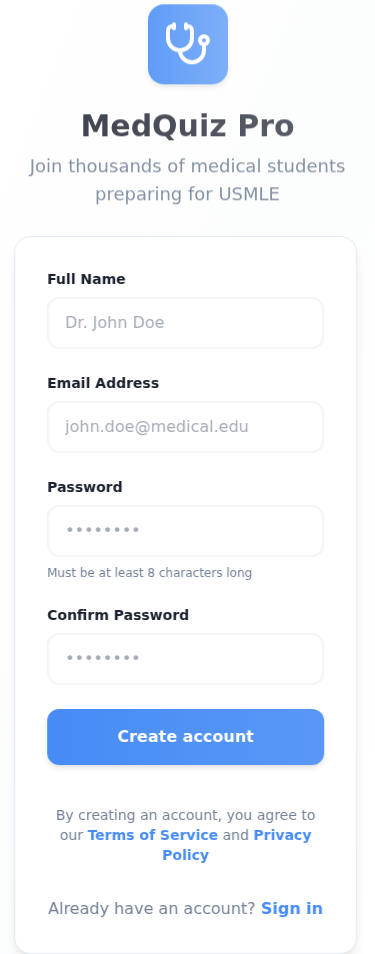 MedQuiz Pro
Join thousands of medical students
preparing for USMLE
Full Name
Dr. John Doe
Email Address
john.doe@medical.edu
Password
••••••••
Must be at least 8 characters long
Confirm Password
••••••••
Create account
By creating an account, you agree to
our Terms of Service and Privacy
Policy
Already have an account? Sign in